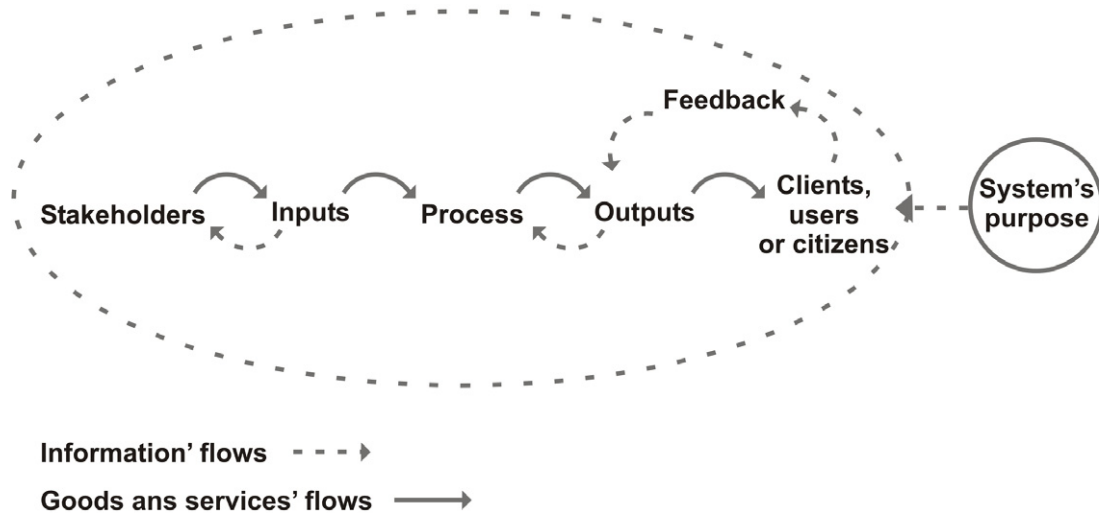 Feedback
Stakeholders
Inputs
Process
Outputs
Clients,
users
or citizens
System’s
purpose
Information’ flows
Goods ans services’ flows